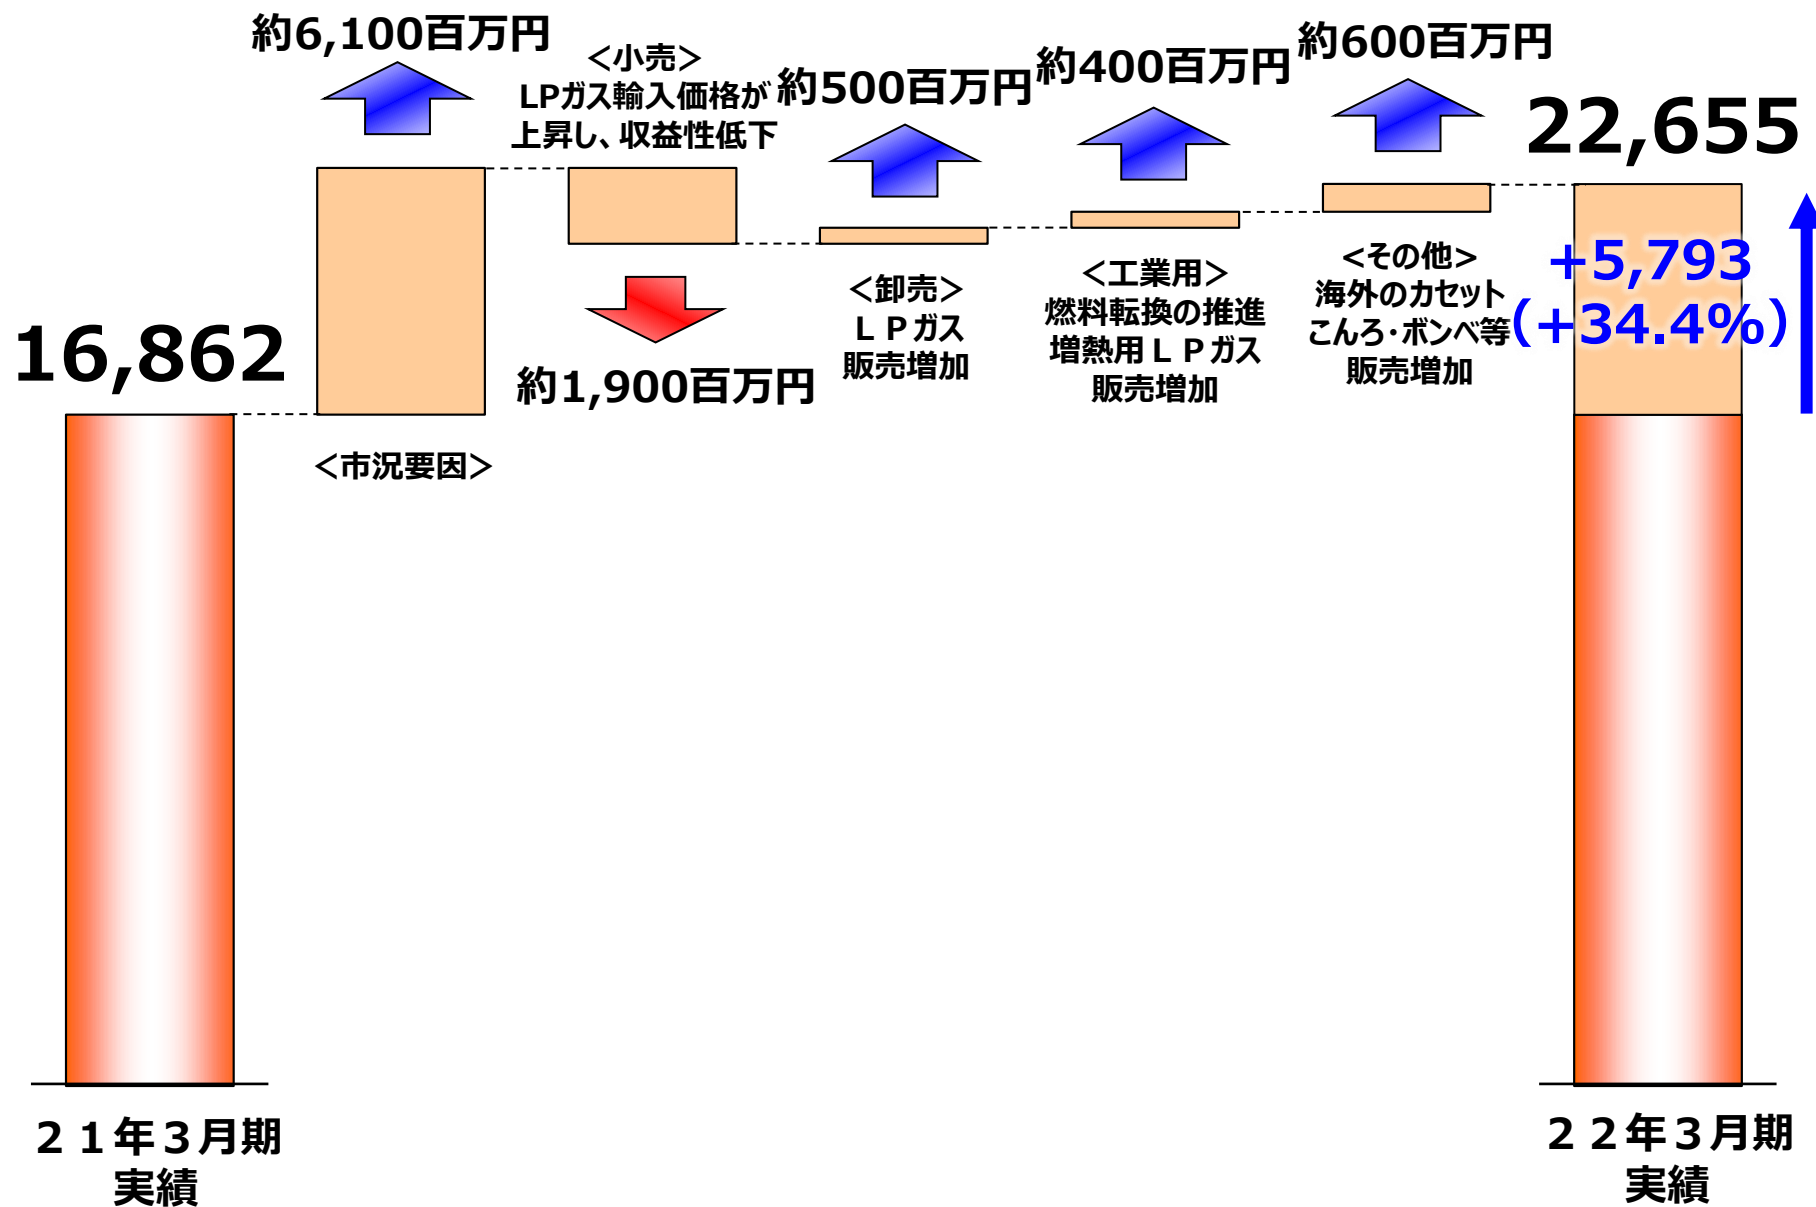 16,862
２１年３月期
実績
約6,100百万円
＜市況要因＞
＜小売＞
LPガス輸入価格が
上昇し、収益性低下
約1,900百万円
約500百万円
＜卸売＞
ＬＰガス
販売増加
約400百万円
＜工業用＞
燃料転換の推進
増熱用ＬＰガス
販売増加
約600百万円
<その他>
海外のカセット
こんろ・ボンベ等
販売増加
22,655
+5,793
(+34.4%)
２２年３月期
実績